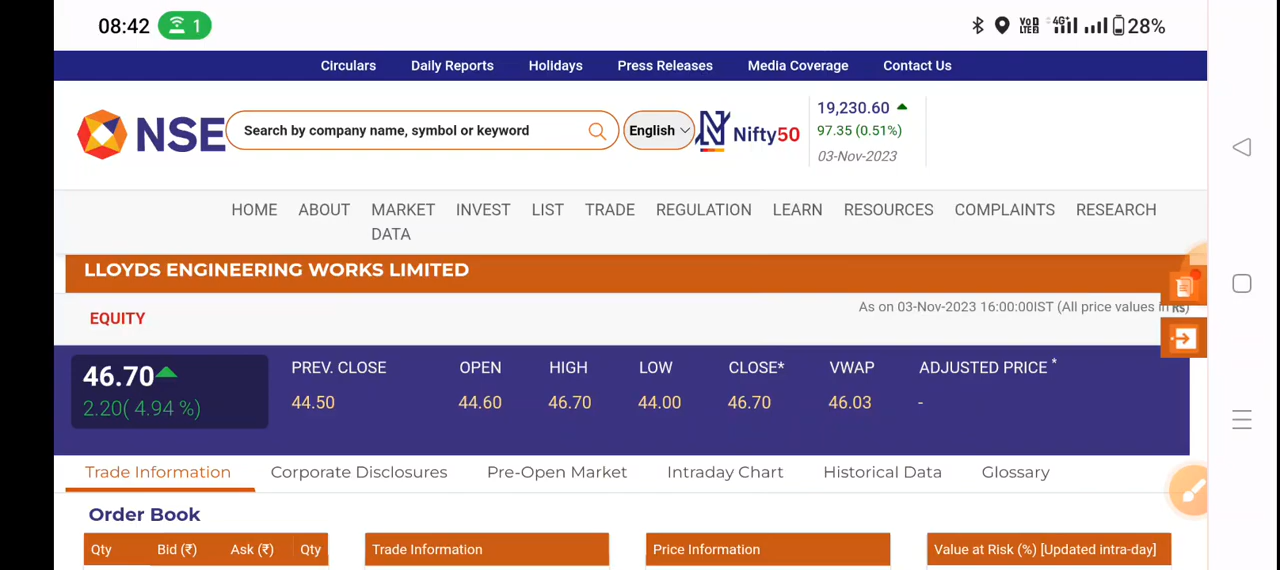 08:42 1 VoD LTE2 4G+ 28%
Circulars Daily Reports Holidays Press Releases Media Coverage Contact Us
NSE Search by company name, symbol or keyword English Nifty50 19,230.60
97.35 (0.51%)
03-Nov-2023
HOME ABOUT MARKET DATA INVEST LIST TRADE REGULATION LEARN RESOURCES COMPLAINTS RESEARCH
LLOYDS ENGINEERING WORKS LIMITED
As on 03-Nov-2023 16:00:00IST (All price values in Rs)
EQUITY
46.70 PREV. CLOSE OPEN HIGH LOW CLOSE* VWAP ADJUSTED PRICE *
2.20( 4.94 %) 44.50 44.60 46.70 44.00 46.70 46.03 -
Trade Information Corporate Disclosures Pre-Open Market Intraday Chart Historical Data Glossary
Order Book
Qty Bid (₹) Ask (₹) Qty Trade Information Price Information Value at Risk (%) [Updated intra-day]